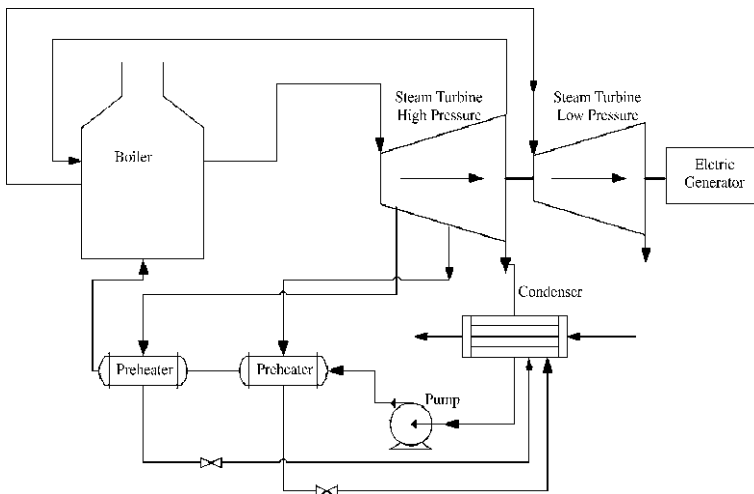 Steam Turbine
High Pressure
Steam Turbine
Low Pressure
Boiler
Eletric
Generator
Condenser
Preheater
Preheater
Pump